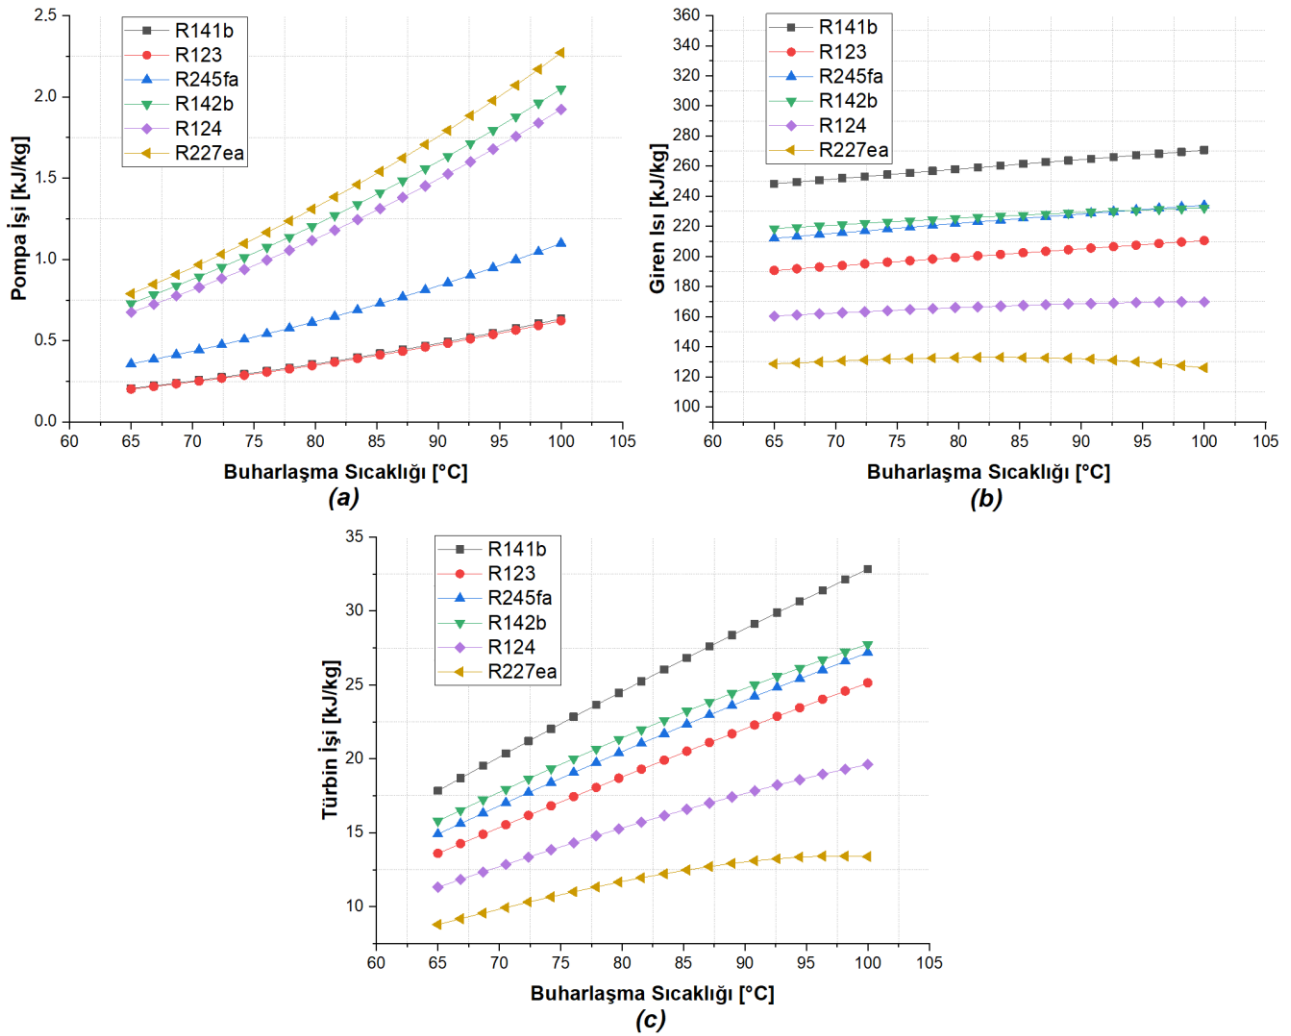 2.5
2.0
1.5
1.0
0.5
0.0
Pompa İşi [kJ/kg]
R141b
R123
R245fa
R142b
R124
R227ea
60 65 70 75 80 85 90 95 100 105
Buharlaşma Sıcaklığı [°C]
(a)
360
340
320
300
280
260
240
220
200
180
160
140
120
100
Giren Isı [kJ/kg]
R141b
R123
R245fa
R142b
R124
R227ea
60 65 70 75 80 85 90 95 100 105
Buharlaşma Sıcaklığı [°C]
(b)
35
30
25
20
15
10
Türbin İşi [kJ/kg]
R141b
R123
R245fa
R142b
R124
R227ea
60 65 70 75 80 85 90 95 100 105
Buharlaşma Sıcaklığı [°C]
(c)